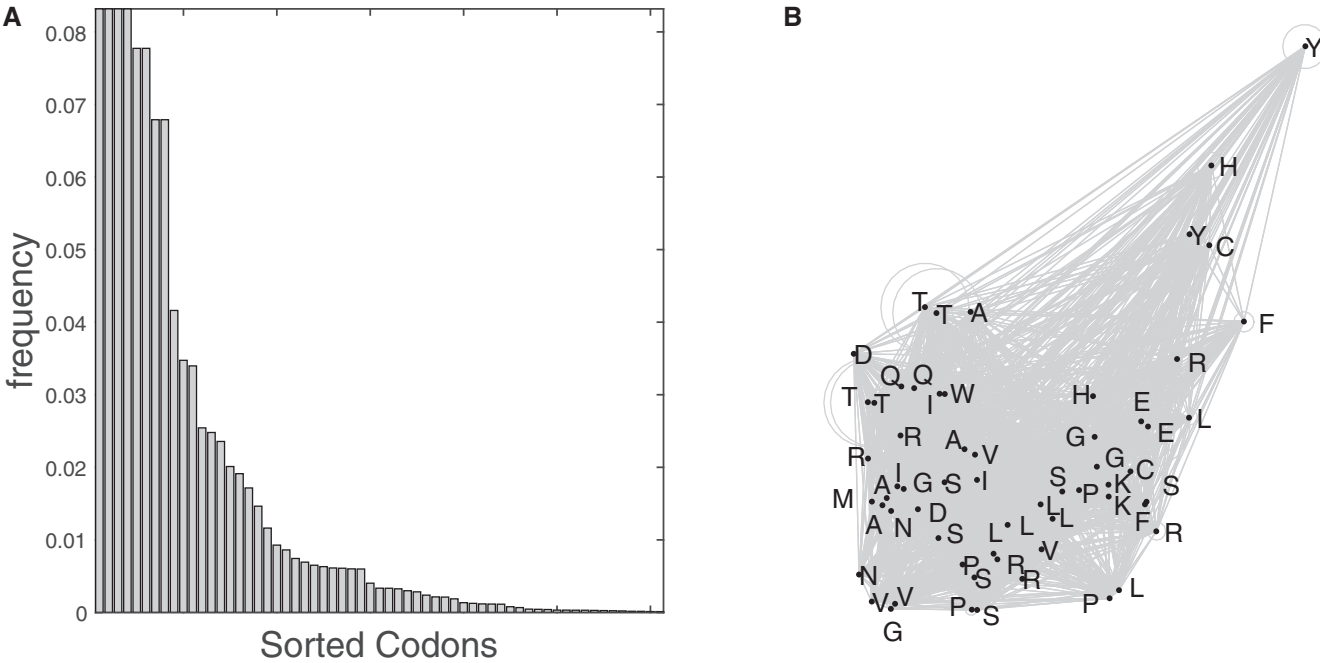 A
B
0.08
0.07
0.06
0.05
0.04
0.03
0.02
0.01
0
frequency
Sorted Codons
Y
H
Y C
T T A
F
D
R
Q Q
T T I W H
E
L
G E
R A V
R G C
I I
M A G S S P K S
A N D L L K F
S L L R
V
N P S R R
V V P L
G P S